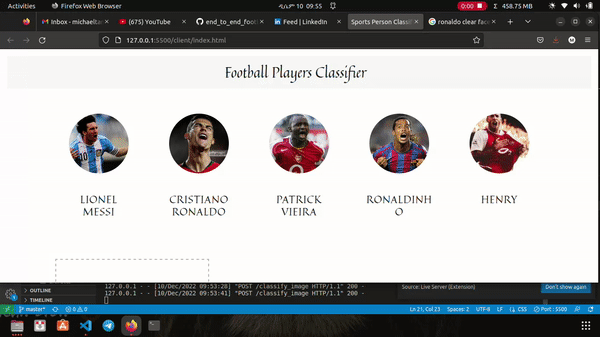 Activities Firefox Web Browser ሓሴም 10 09:55 0:00 Σ 458.75 MB
Inbox - michaeltam (675) YouTube end_to_end_foot Feed | LinkedIn Sports Person Classifi ronaldo clear face
127.0.0.1:5500/client/index.html
Football Players Classifier
LIONEL MESSI
CRISTIANO RONALDO
PATRICK VIEIRA
RONALDINHO
HENRY
OUTLINE
TIMELINE
127.0.0.1 - - [10/Dec/2022 09:53:28] "POST /classify_image HTTP/1.1" 200 -
127.0.0.1 - - [10/Dec/2022 09:53:41] "POST /classify_image HTTP/1.1" 200 -
Source: Live Server (Extension)
Don't show again
master* 0 0 Ln 21, Col 23 Spaces: 2 UTF-8 LF CSS Port : 5500